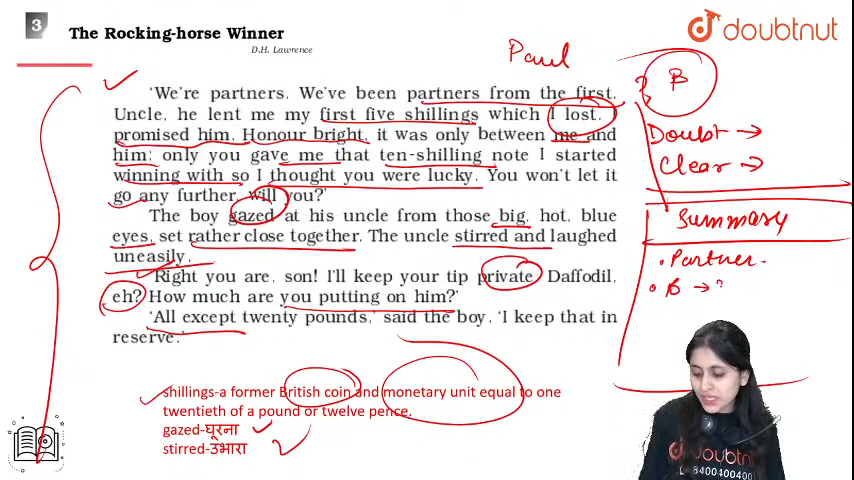 3
The Rocking-horse Winner
D.H. Lawrence
doubtnut
Paul
B
'We're partners. We've been partners from the first.
Uncle, he lent me my first five shillings which I lost. I
promised him. Honour bright, it was only between me and
him; only you gave me that ten-shilling note I started
winning with so I thought you were lucky. You won't let it
go any further, will you?'
The boy gazed at his uncle from those big, hot, blue
eyes, set rather close together. The uncle stirred and laughed
uneasily.
'Right you are, son! I'll keep your tip private Daffodil,
eh? How much are you putting on him?'
'All except twenty pounds,' said the boy. 'I keep that in
reserve.'
Doubt →
Clear →
Summary
• Partner.
• B → ?
shillings-a former British coin and monetary unit equal to one
twentieth of a pound or twelve pence.
gazed-घूरना
stirred-उभारा
doubtnut
8400400400